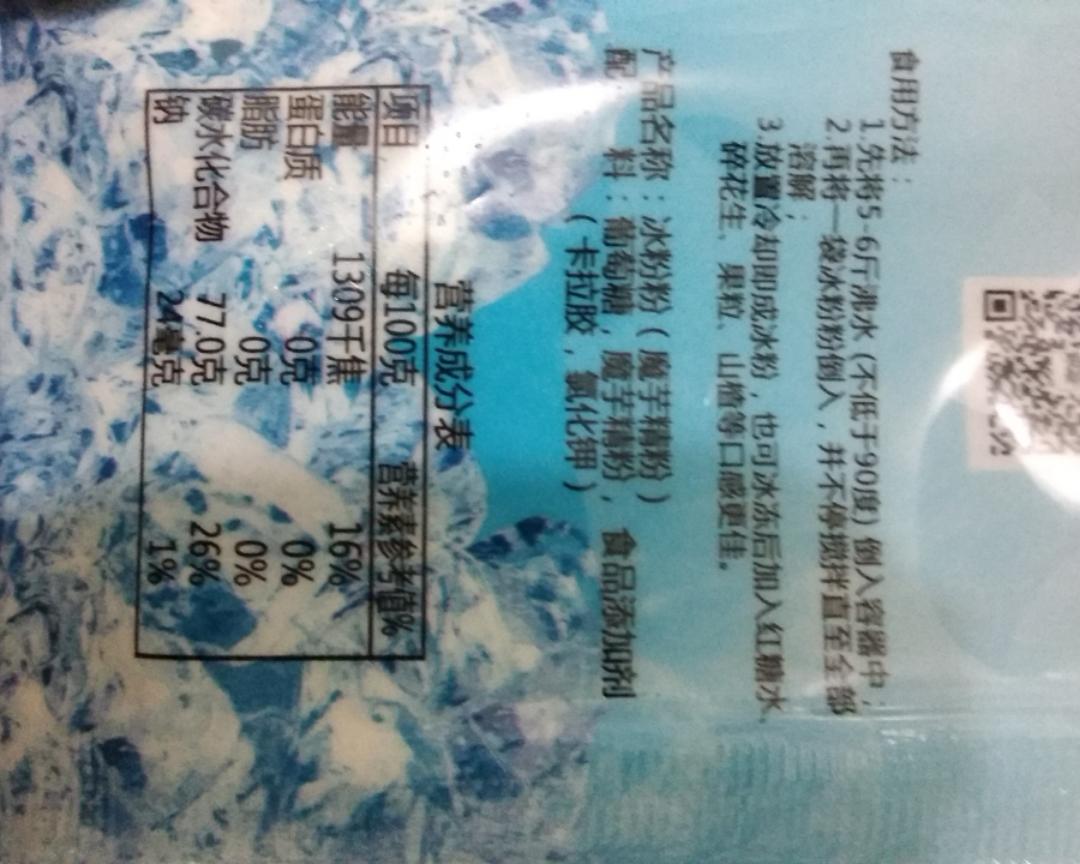 食用方法：
1.先将5-6斤沸水（不低于90度）倒入容器中；
2.再将一袋冰粉粉倒入，并不停搅拌直至全部
溶解；
3.放置冷却即成冰粉，也可冰冻后加入红糖水、
碎花生、果粒、山楂等口感更佳。
产品名称：冰粉粉（魔芋精粉）
配 料：葡萄糖、魔芋精粉、食品添加剂
（卡拉胶、氯化钾）
营养成分表
项目 每100克 营养素参考值%
能量 1309千焦 16%
蛋白质 0克 0%
脂肪 0克 0%
碳水化合物 77.0克 26%
钠 24毫克 1%